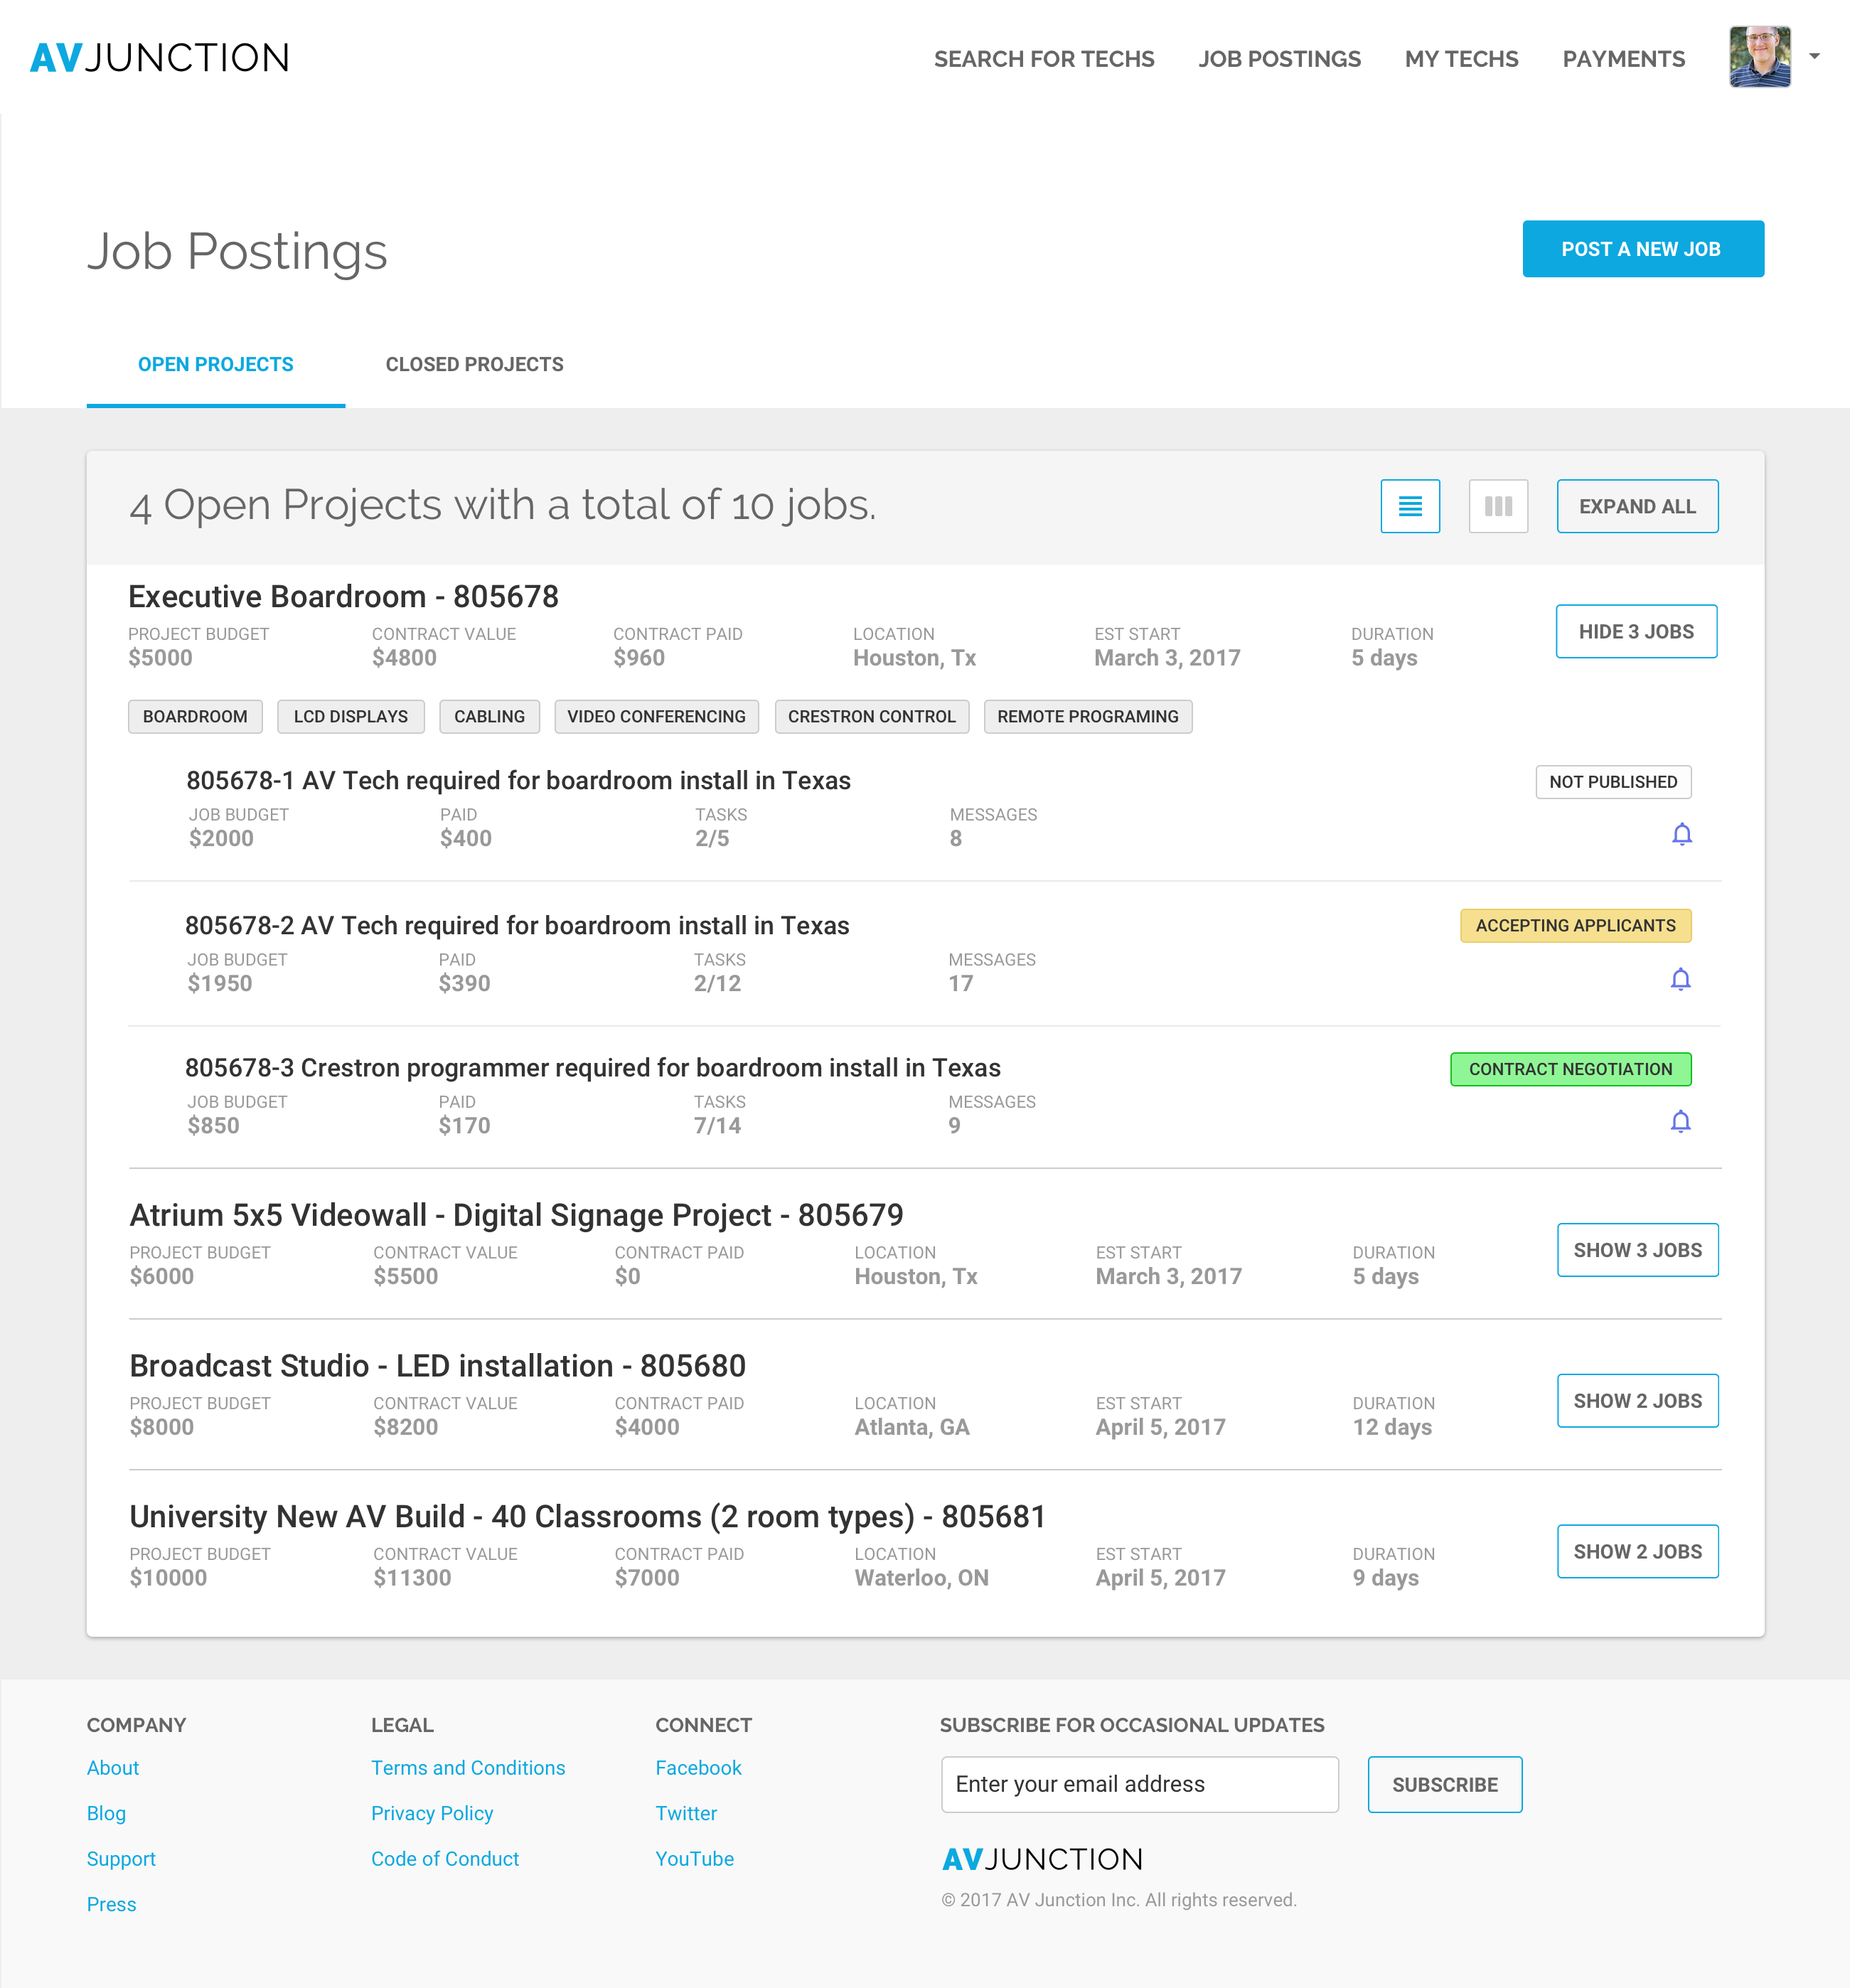 AVJUNCTION
SEARCH FOR TECHS JOB POSTINGS MY TECHS PAYMENTS
Job Postings
POST A NEW JOB
OPEN PROJECTS CLOSED PROJECTS
4 Open Projects with a total of 10 jobs.
EXPAND ALL
Executive Boardroom - 805678
PROJECT BUDGET CONTRACT VALUE CONTRACT PAID LOCATION EST START DURATION
$5000 $4800 $960 Houston, Tx March 3, 2017 5 days
HIDE 3 JOBS
BOARDROOM LCD DISPLAYS CABLING VIDEO CONFERENCING CRESTRON CONTROL REMOTE PROGRAMING
805678-1 AV Tech required for boardroom install in Texas
NOT PUBLISHED
JOB BUDGET PAID TASKS MESSAGES
$2000 $400 2/5 8
805678-2 AV Tech required for boardroom install in Texas
ACCEPTING APPLICANTS
JOB BUDGET PAID TASKS MESSAGES
$1950 $390 2/12 17
805678-3 Crestron programmer required for boardroom install in Texas
CONTRACT NEGOTIATION
JOB BUDGET PAID TASKS MESSAGES
$850 $170 7/14 9
Atrium 5x5 Videowall - Digital Signage Project - 805679
PROJECT BUDGET CONTRACT VALUE CONTRACT PAID LOCATION EST START DURATION
$6000 $5500 $0 Houston, Tx March 3, 2017 5 days
SHOW 3 JOBS
Broadcast Studio - LED installation - 805680
PROJECT BUDGET CONTRACT VALUE CONTRACT PAID LOCATION EST START DURATION
$8000 $8200 $4000 Atlanta, GA April 5, 2017 12 days
SHOW 2 JOBS
University New AV Build - 40 Classrooms (2 room types) - 805681
PROJECT BUDGET CONTRACT VALUE CONTRACT PAID LOCATION EST START DURATION
$10000 $11300 $7000 Waterloo, ON April 5, 2017 9 days
SHOW 2 JOBS
COMPANY
About
Blog
Support
Press
LEGAL
Terms and Conditions
Privacy Policy
Code of Conduct
CONNECT
Facebook
Twitter
YouTube
SUBSCRIBE FOR OCCASIONAL UPDATES
Enter your email address
SUBSCRIBE
AVJUNCTION
© 2017 AV Junction Inc. All rights reserved.